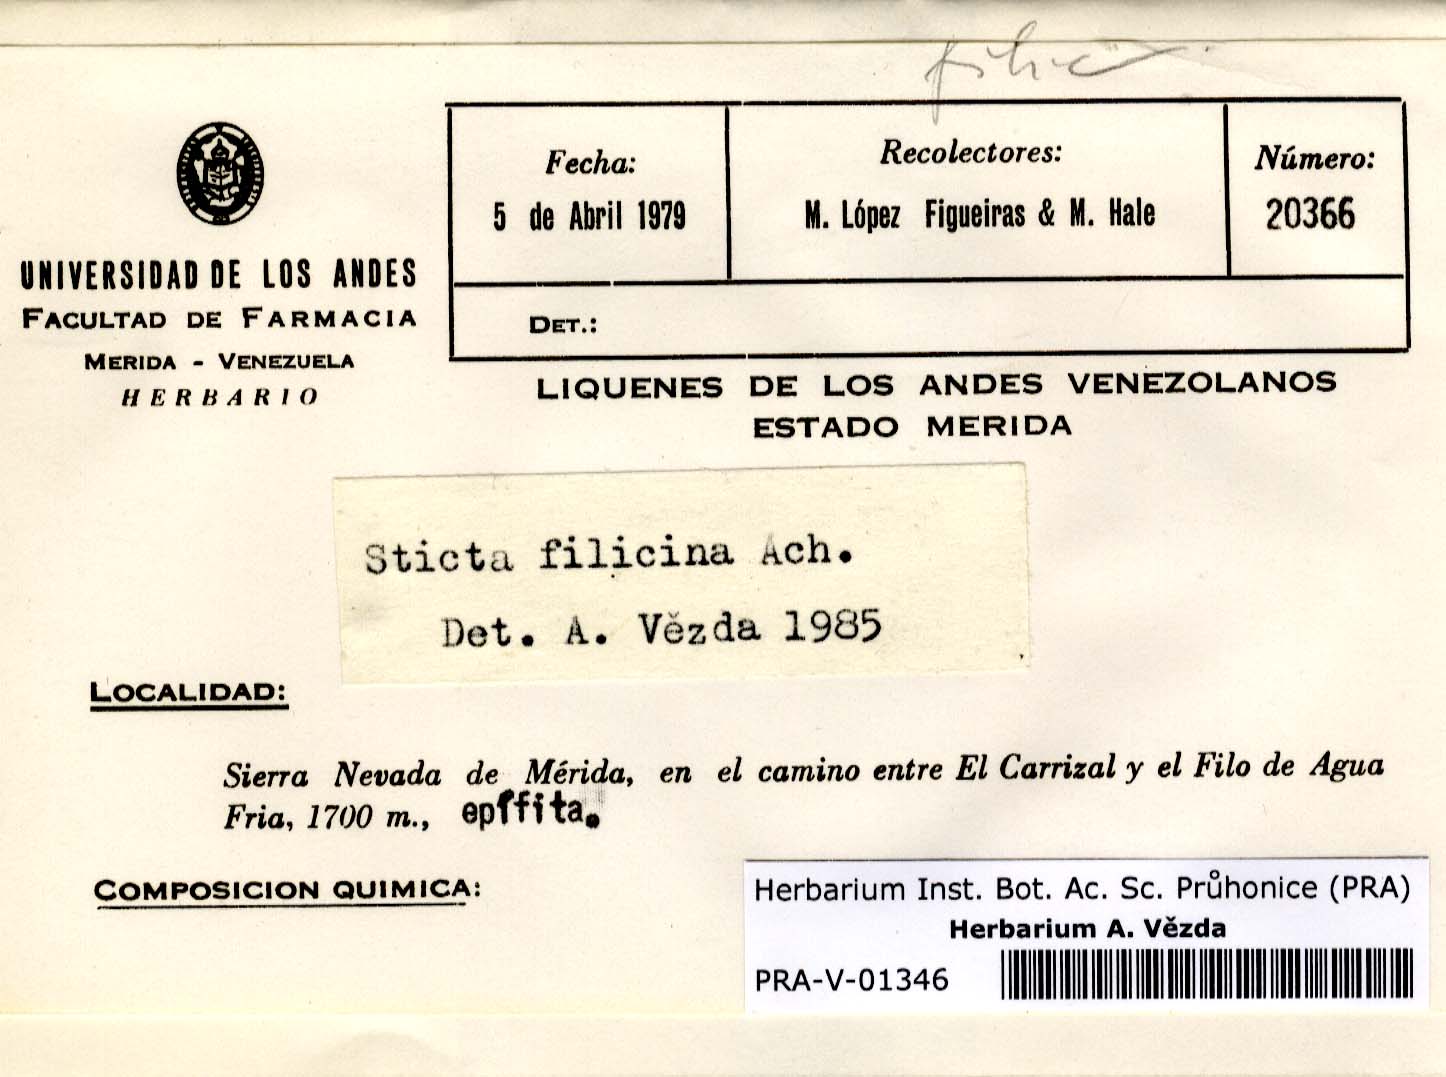 Fecha:
5 de Abril 1979
Recolectores:
M. López Figueiras & M. Hale
Número:
20366
DET.:
UNIVERSIDAD DE LOS ANDES
FACULTAD DE FARMACIA
MERIDA - VENEZUELA
HERBARIO
LIQUENES DE LOS ANDES VENEZOLANOS
ESTADO MERIDA
Sticta filicina Ach.
Det. A. Vězda 1985
LOCALIDAD:
Sierra Nevada de Mérida, en el camino entre El Carrizal y el Filo de Agua
Fria, 1700 m., epffita.
COMPOSICION QUIMICA:
Herbarium Inst. Bot. Ac. Sc. Průhonice (PRA)
Herbarium A. Vězda
PRA-V-01346